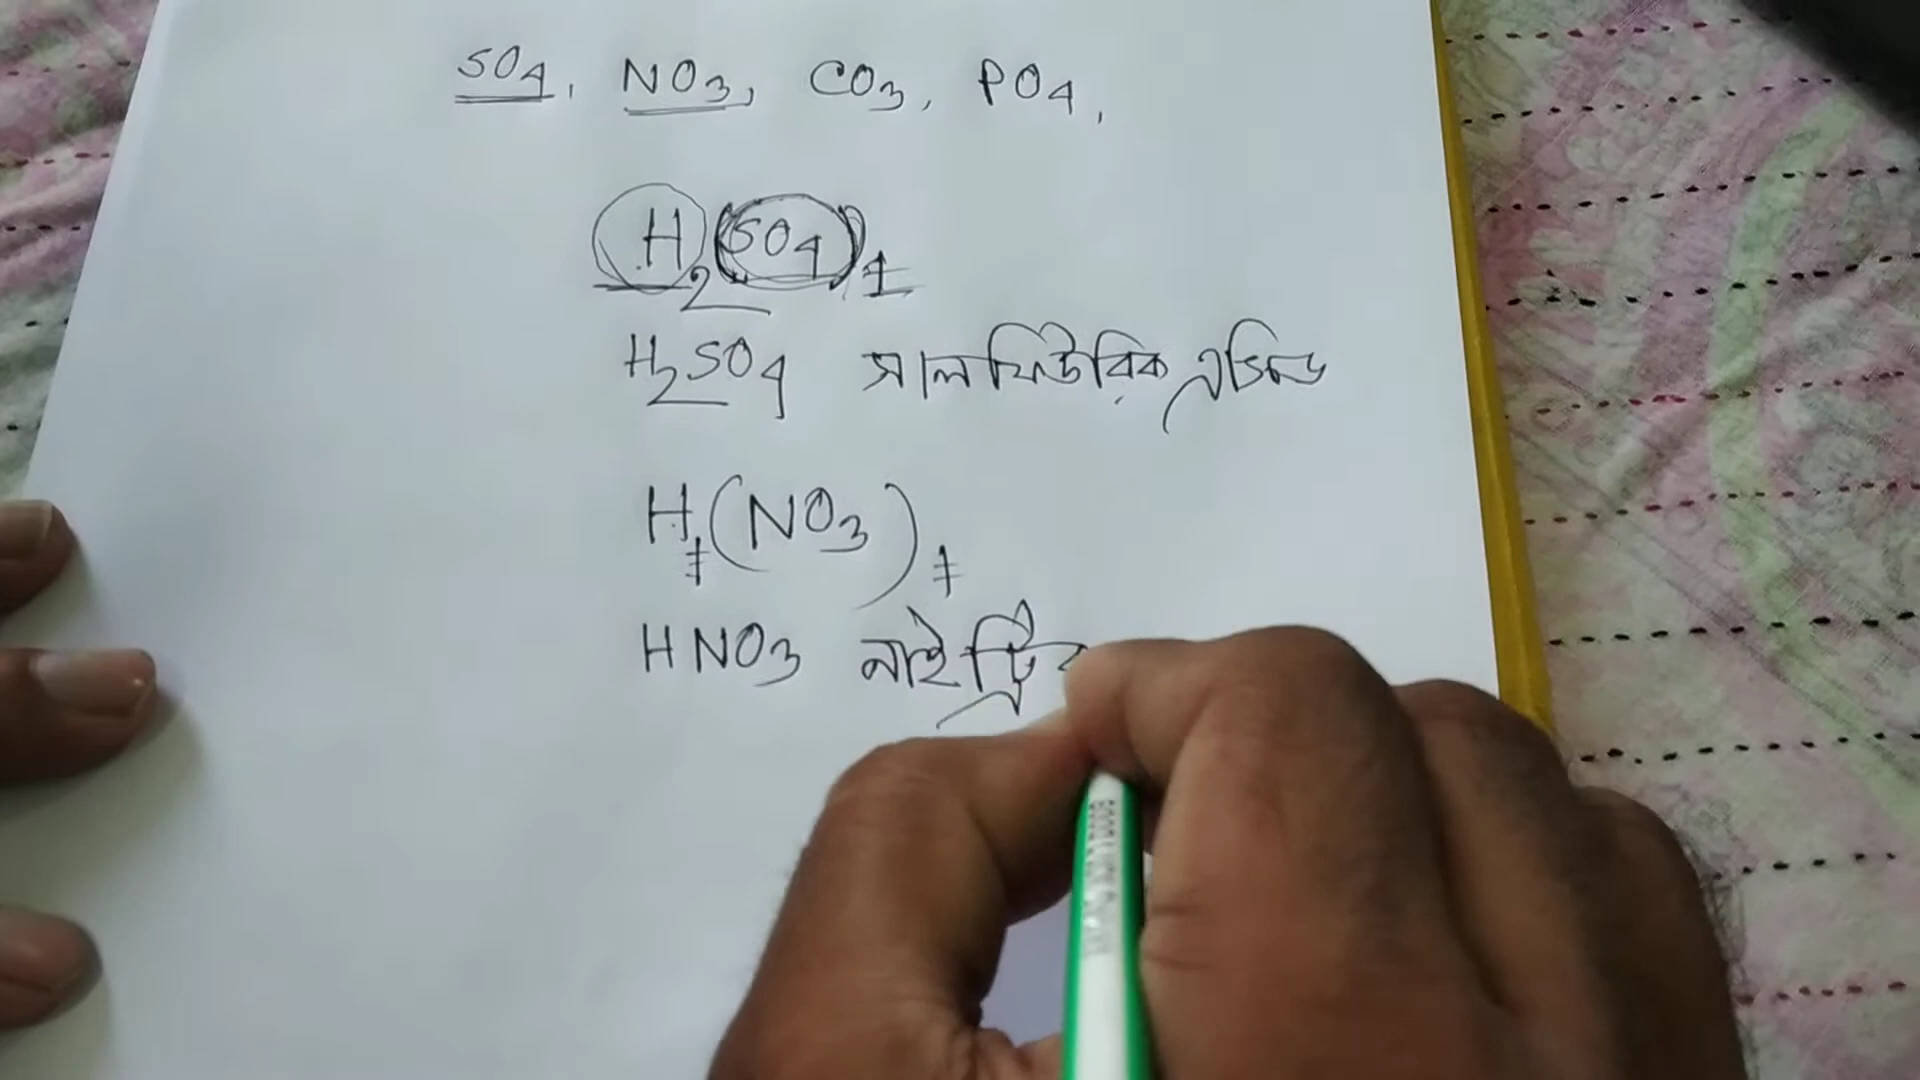 SO4, NO3, CO3, PO4,
H2(SO4)1
H2SO4 সালফিউরিক এসিড
H1(NO3)1
HNO3 নাইট্রিক